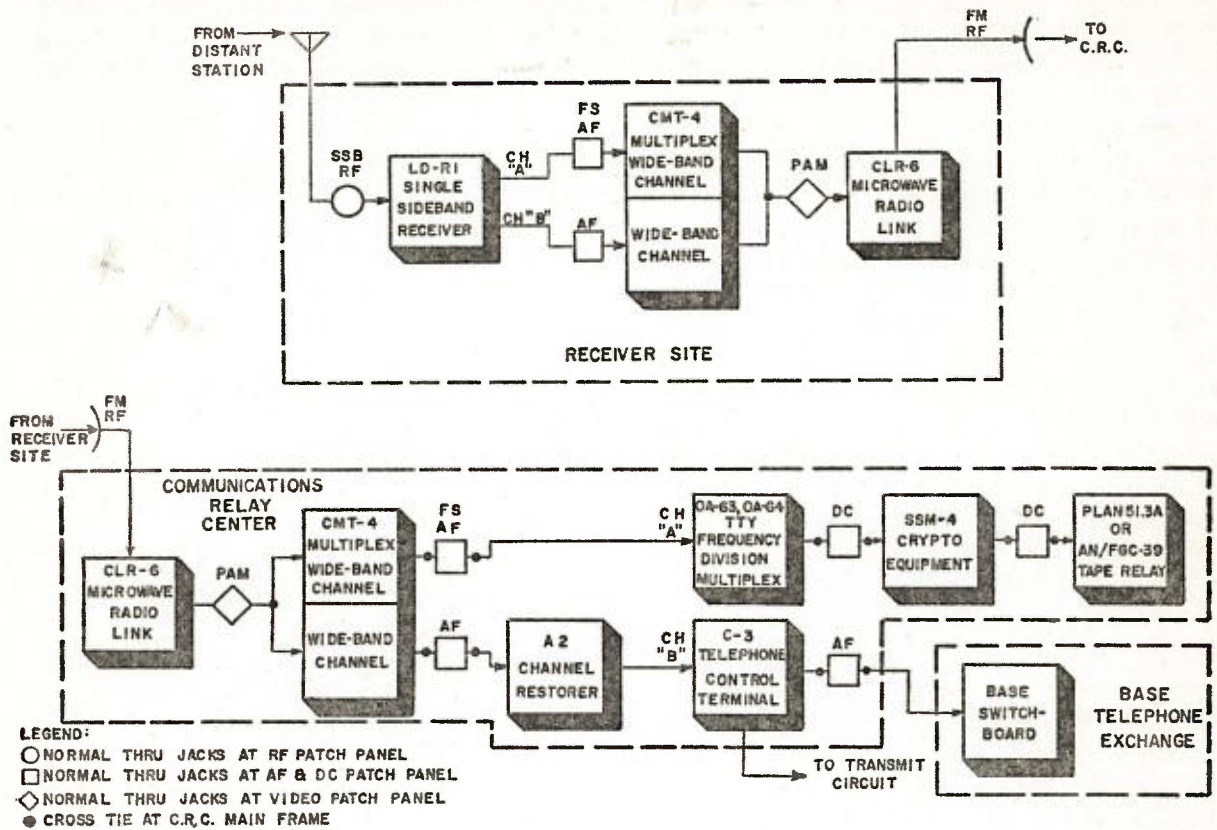 FROM
DISTANT
STATION
FM
RF
TO
C.R.C.
SSB
RF
LD-R1
SINGLE
SIDEBAND
RECEIVER
CH
"A"
CH "B"
FS
AF
AF
CMT-4
MULTIPLEX
WIDE-BAND
CHANNEL
WIDE-BAND
CHANNEL
PAM
CLR-6
MICROWAVE
RADIO
LINK
RECEIVER SITE
FROM
RECEIVER
SITE
FM
RF
COMMUNICATIONS
RELAY
CENTER
CLR-6
MICROWAVE
RADIO
LINK
PAM
CMT-4
MULTIPLEX
WIDE-BAND
CHANNEL
WIDE-BAND
CHANNEL
FS
AF
AF
A2
CHANNEL
RESTORER
CH
"A"
CH
"B"
OA-63, OA-64
TTY
FREQUENCY
DIVISION
MULTIPLEX
DC
SSM-4
CRYPTO
EQUIPMENT
DC
PLAN 51.3A
OR
AN/FGC-39
TAPE RELAY
C-3
TELEPHONE
CONTROL
TERMINAL
AF
TO TRANSMIT
CIRCUIT
BASE
SWITCH-
BOARD
BASE
TELEPHONE
EXCHANGE
LEGEND:
NORMAL THRU JACKS AT RF PATCH PANEL
NORMAL THRU JACKS AT AF & DC PATCH PANEL
NORMAL THRU JACKS AT VIDEO PATCH PANEL
CROSS TIE AT C.R.C. MAIN FRAME